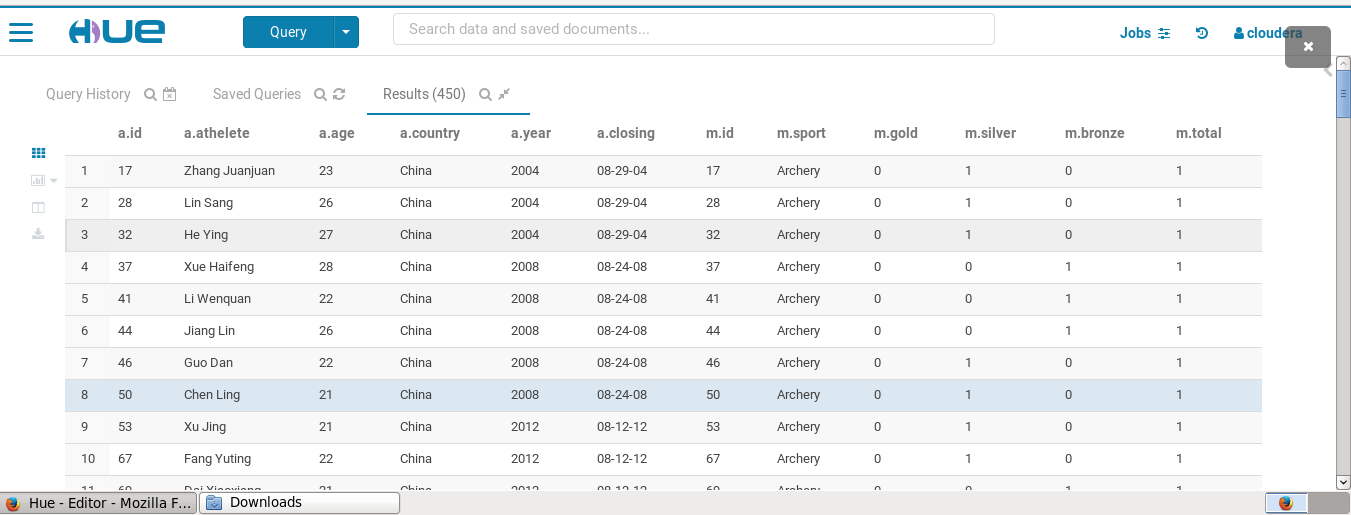 HUE Query Search data and saved documents... Jobs cloudera
Query History Saved Queries Results (450)
a.id a.athelete a.age a.country a.year a.closing m.id m.sport m.gold m.silver m.bronze m.total
1 17 Zhang Juanjuan 23 China 2004 08-29-04 17 Archery 0 1 0 1
2 28 Lin Sang 26 China 2004 08-29-04 28 Archery 0 1 0 1
3 32 He Ying 27 China 2004 08-29-04 32 Archery 0 1 0 1
4 37 Xue Haifeng 28 China 2008 08-24-08 37 Archery 0 0 1 1
5 41 Li Wenquan 22 China 2008 08-24-08 41 Archery 0 0 1 1
6 44 Jiang Lin 26 China 2008 08-24-08 44 Archery 0 0 1 1
7 46 Guo Dan 22 China 2008 08-24-08 46 Archery 0 1 0 1
8 50 Chen Ling 21 China 2008 08-24-08 50 Archery 0 1 0 1
9 53 Xu Jing 21 China 2012 08-12-12 53 Archery 0 1 0 1
10 67 Fang Yuting 22 China 2012 08-12-12 67 Archery 0 1 0 1
11 69 Dai Xiaoxiang 21 China 2012 08-12-12 69 Archery 0 0 1 1
Hue - Editor - Mozilla F... Downloads